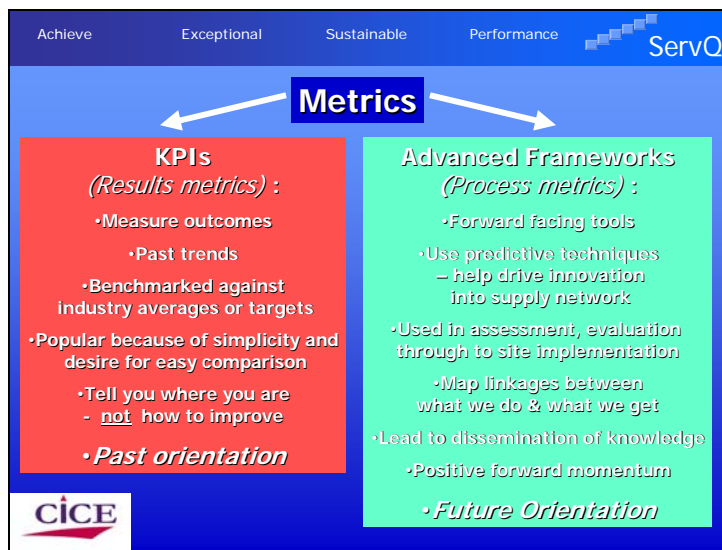 Achieve Exceptional Sustainable Performance ServQ
Metrics
KPIs
(Results metrics) :
•Measure outcomes
•Past trends
•Benchmarked against
industry averages or targets
•Popular because of simplicity and
desire for easy comparison
•Tell you where you are
- not how to improve
•Past orientation
Advanced Frameworks
(Process metrics) :
•Forward facing tools
•Use predictive techniques
– help drive innovation
into supply network
•Used in assessment, evaluation
through to site implementation
•Map linkages between
what we do & what we get
•Lead to dissemination of knowledge
•Positive forward momentum
•Future Orientation
CiCE